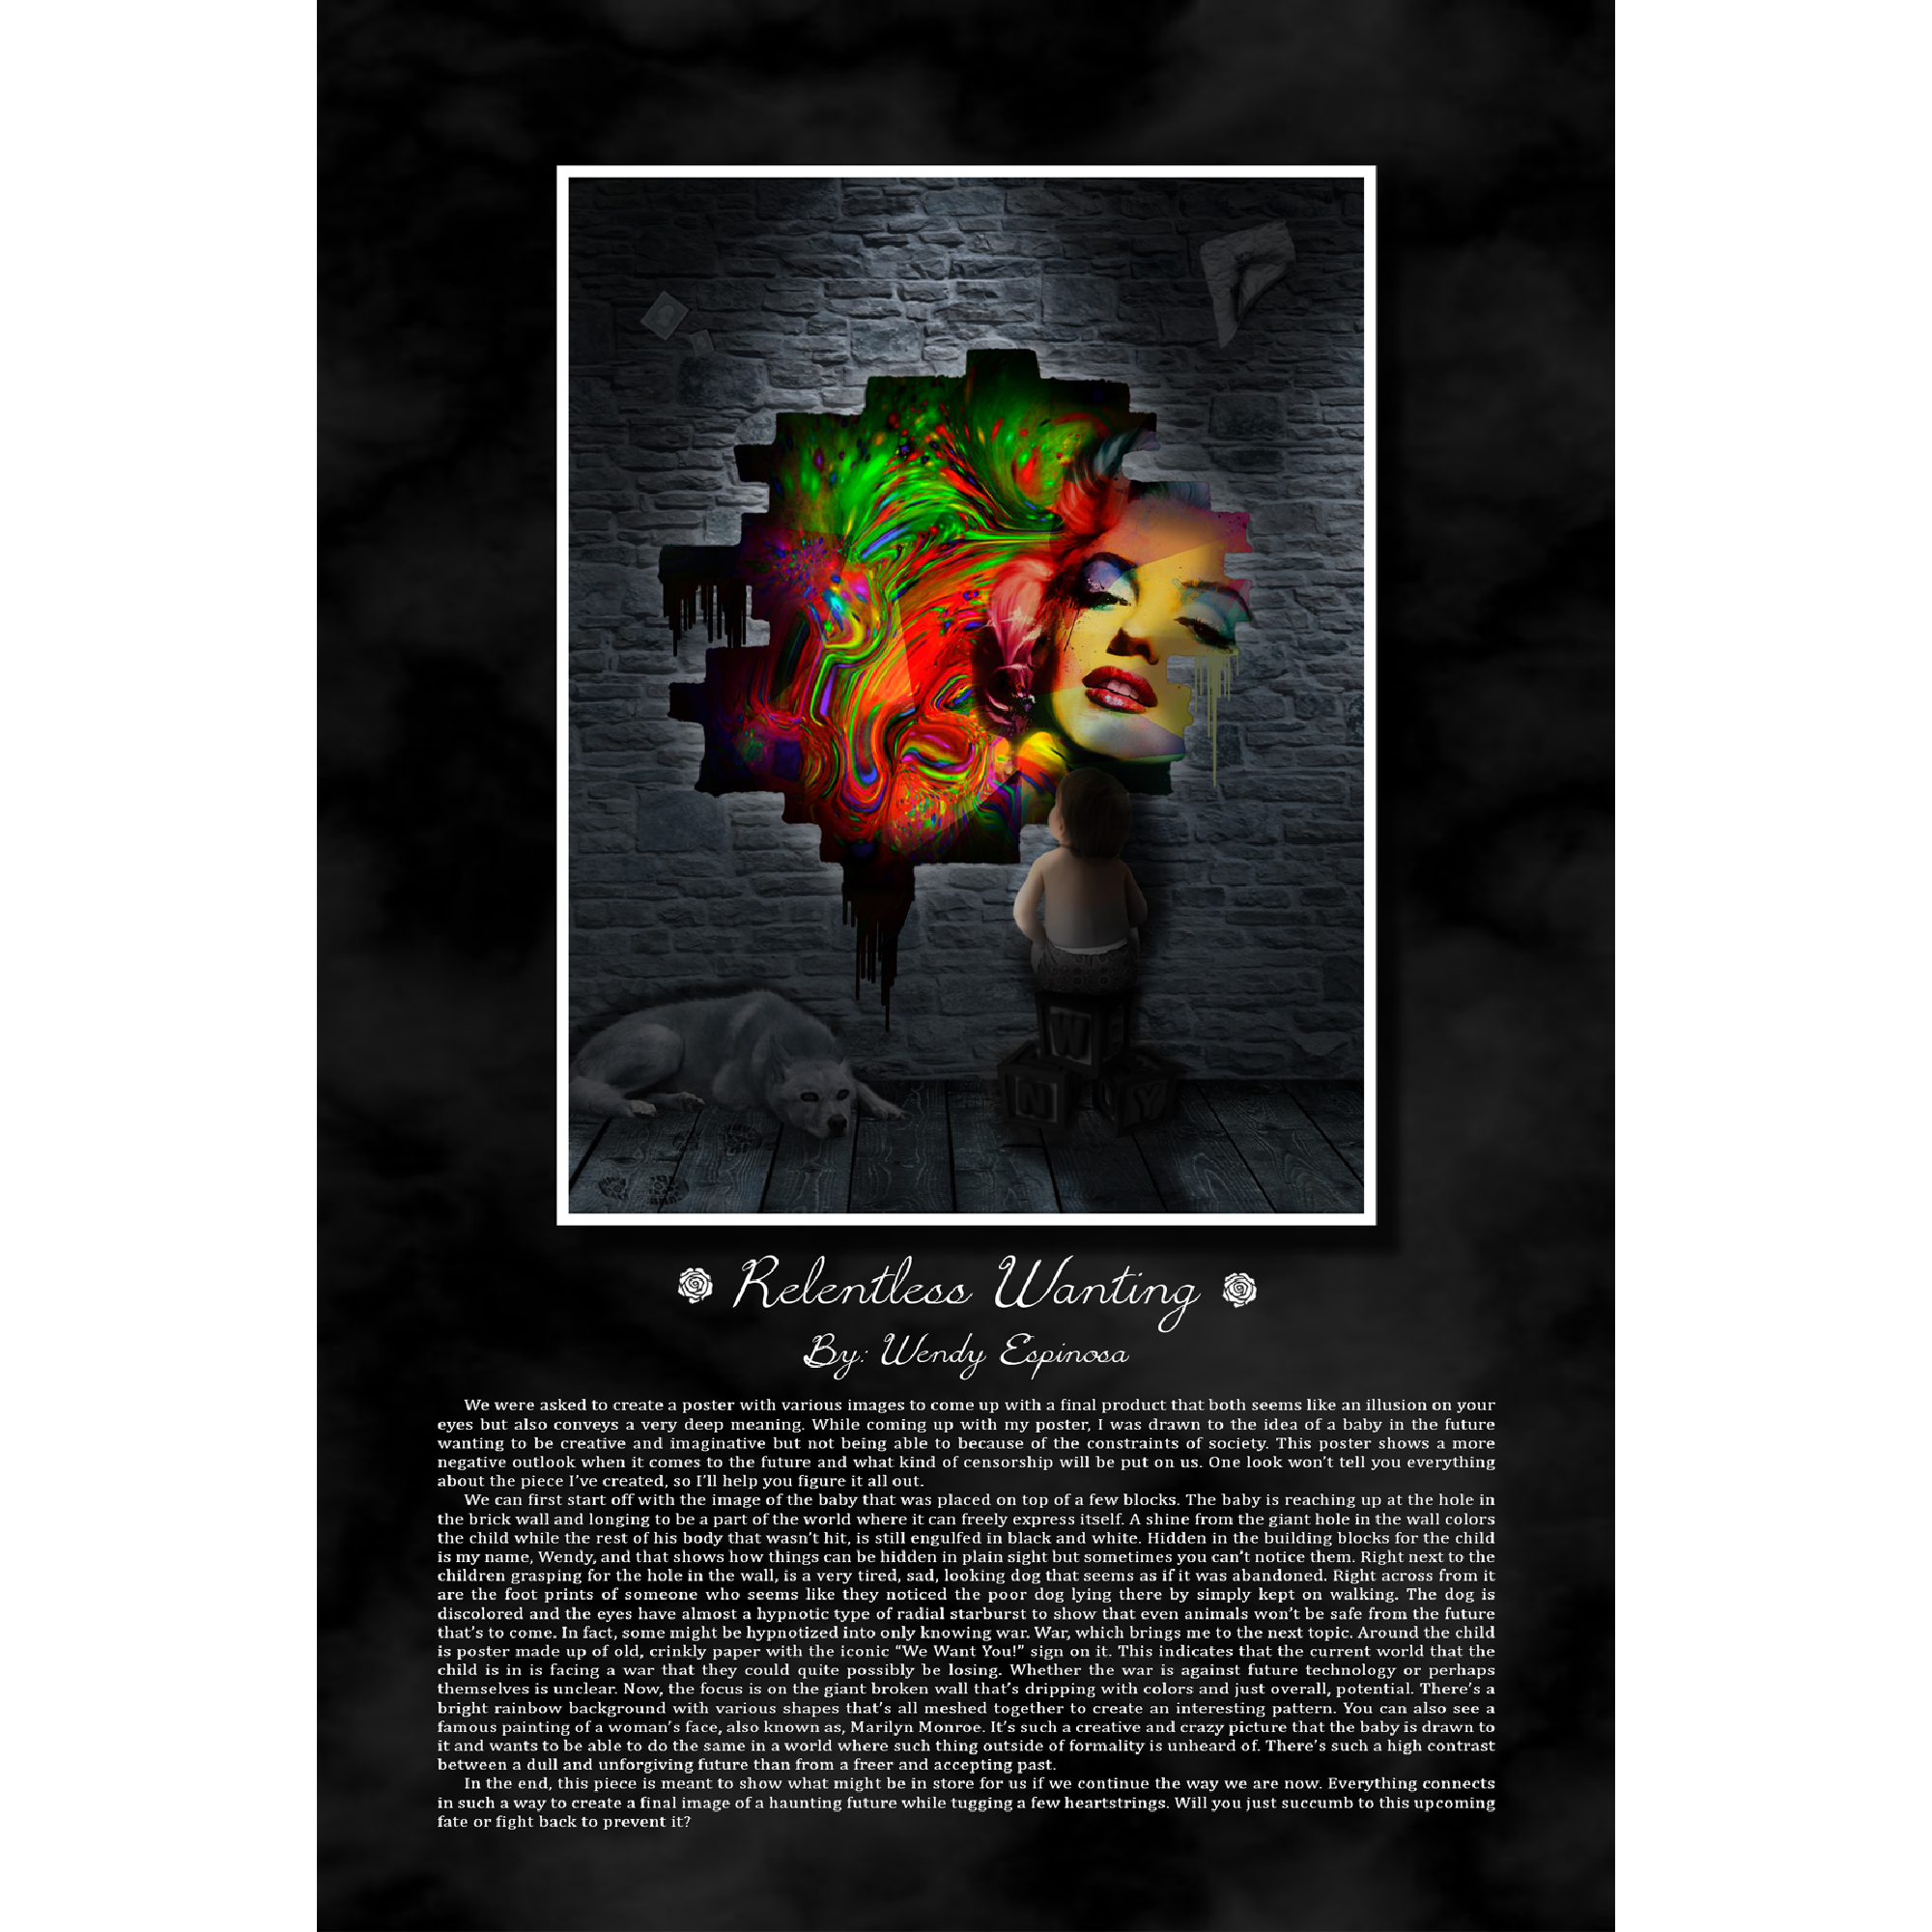 W E
N Y
Relentless Wanting
By: Wendy Espinosa
We were asked to create a poster with various images to come up with a final product that both seems like an illusion on your
eyes but also conveys a very deep meaning. While coming up with my poster, I was drawn to the idea of a baby in the future
wanting to be creative and imaginative but not being able to because of the constraints of society. This poster shows a more
negative outlook when it comes to the future and what kind of censorship will be put on us. One look won't tell you everything
about the piece I've created, so I'll help you figure it all out.
We can first start off with the image of the baby that was placed on top of a few blocks. The baby is reaching up at the hole in
the brick wall and longing to be a part of the world where it can freely express itself. A shine from the giant hole in the wall colors
the child while the rest of his body that wasn't hit, is still engulfed in black and white. Hidden in the building blocks for the child
is my name, Wendy, and that shows how things can be hidden in plain sight but sometimes you can't notice them. Right next to the
children grasping for the hole in the wall, is a very tired, sad, looking dog that seems as if it was abandoned. Right across from it
are the foot prints of someone who seems like they noticed the poor dog lying there by simply kept on walking. The dog is
discolored and the eyes have almost a hypnotic type of radial starburst to show that even animals won't be safe from the future
that's to come. In fact, some might be hypnotized into only knowing war. War, which brings me to the next topic. Around the child
is poster made up of old, crinkly paper with the iconic “We Want You!” sign on it. This indicates that the current world that the
child is in is facing a war that they could quite possibly be losing. Whether the war is against future technology or perhaps
themselves is unclear. Now, the focus is on the giant broken wall that's dripping with colors and just overall, potential. There's a
bright rainbow background with various shapes that's all meshed together to create an interesting pattern. You can also see a
famous painting of a woman's face, also known as, Marilyn Monroe. It's such a creative and crazy picture that the baby is drawn to
it and wants to be able to do the same in a world where such thing outside of formality is unheard of. There's such a high contrast
between a dull and unforgiving future than from a freer and accepting past.
In the end, this piece is meant to show what might be in store for us if we continue the way we are now. Everything connects
in such a way to create a final image of a haunting future while tugging a few heartstrings. Will you just succumb to this upcoming
fate or fight back to prevent it?